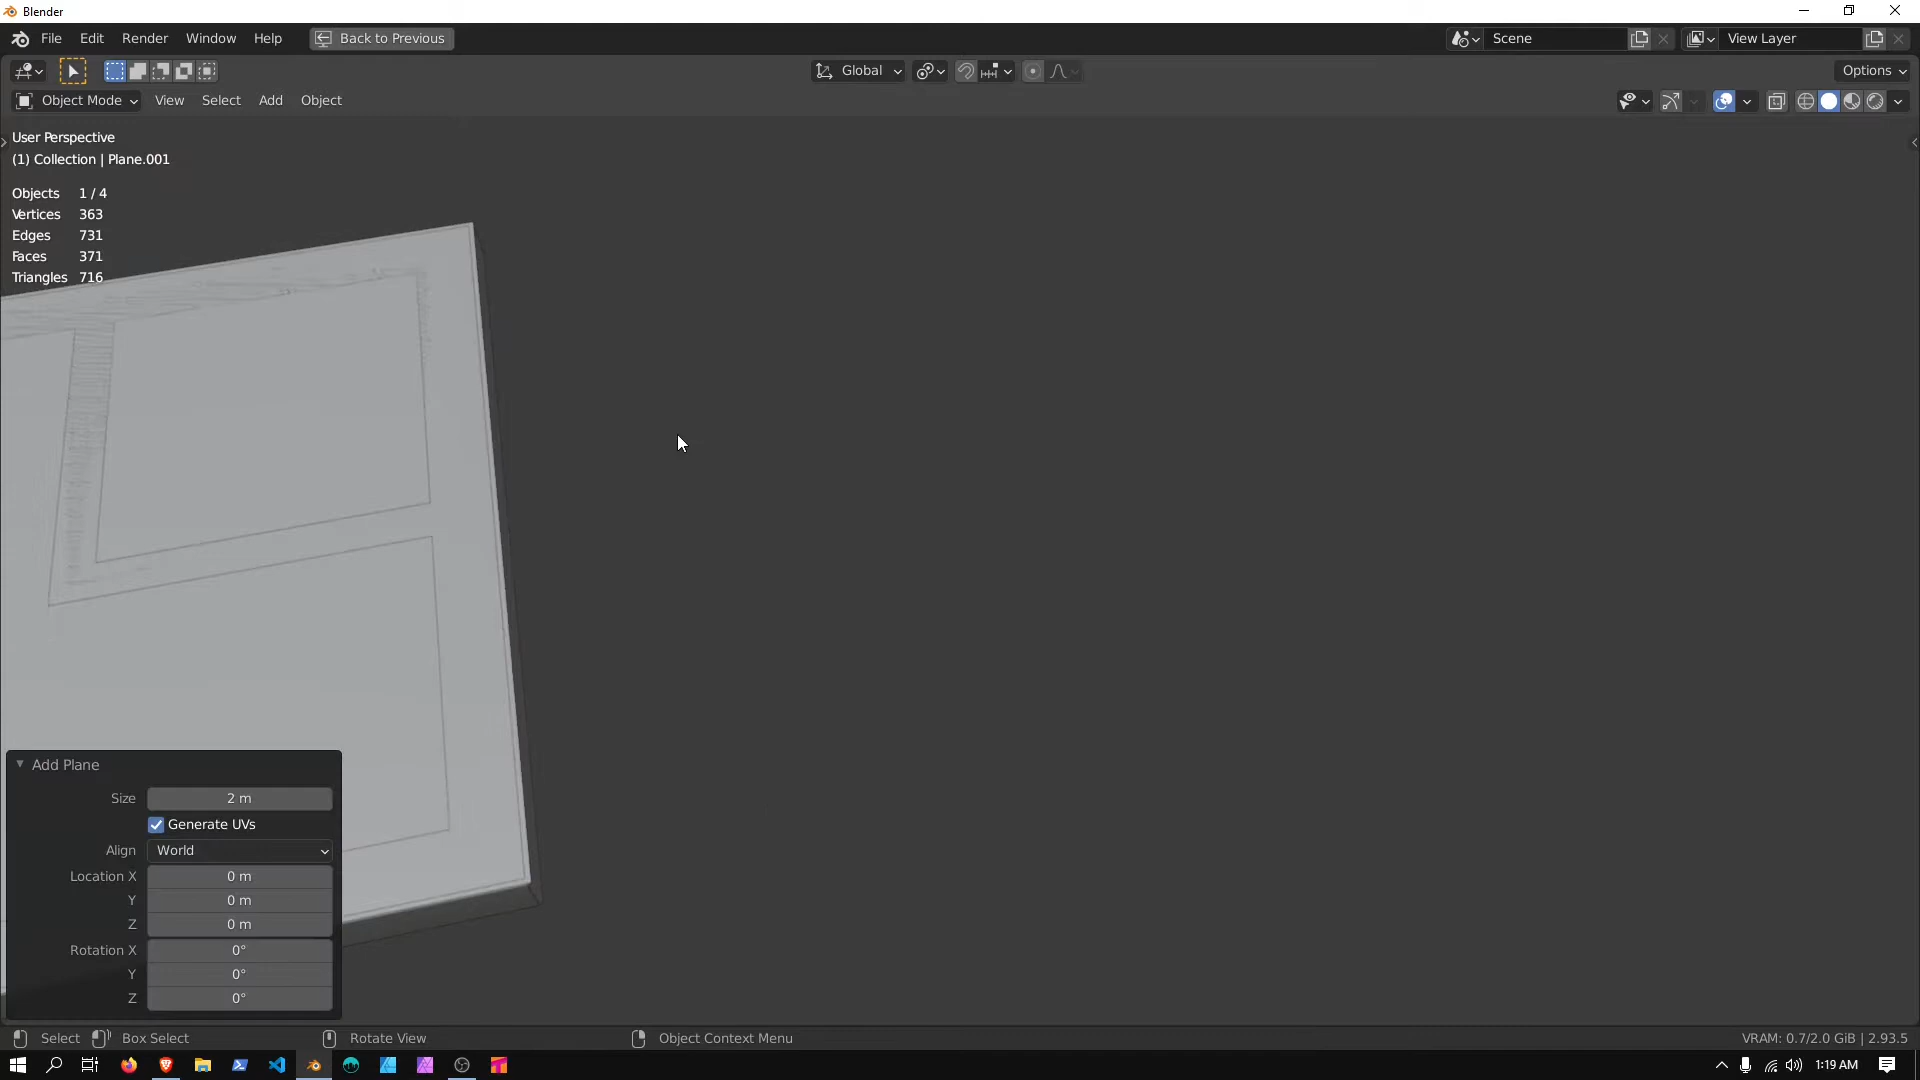 Blender
File Edit Render Window Help Back to Previous Scene View Layer
Global Options
Object Mode View Select Add Object
User Perspective
(1) Collection | Plane.001
Objects 1 / 4
Vertices 363
Edges 731
Faces 371
Triangles 716
Add Plane
Size 2 m
Generate UVs
Align World
Location X 0 m
Y 0 m
Z 0 m
Rotation X 0°
Y 0°
Z 0°
Select Box Select Rotate View Object Context Menu VRAM: 0.7/2.0 GiB | 2.93.5
1:19 AM